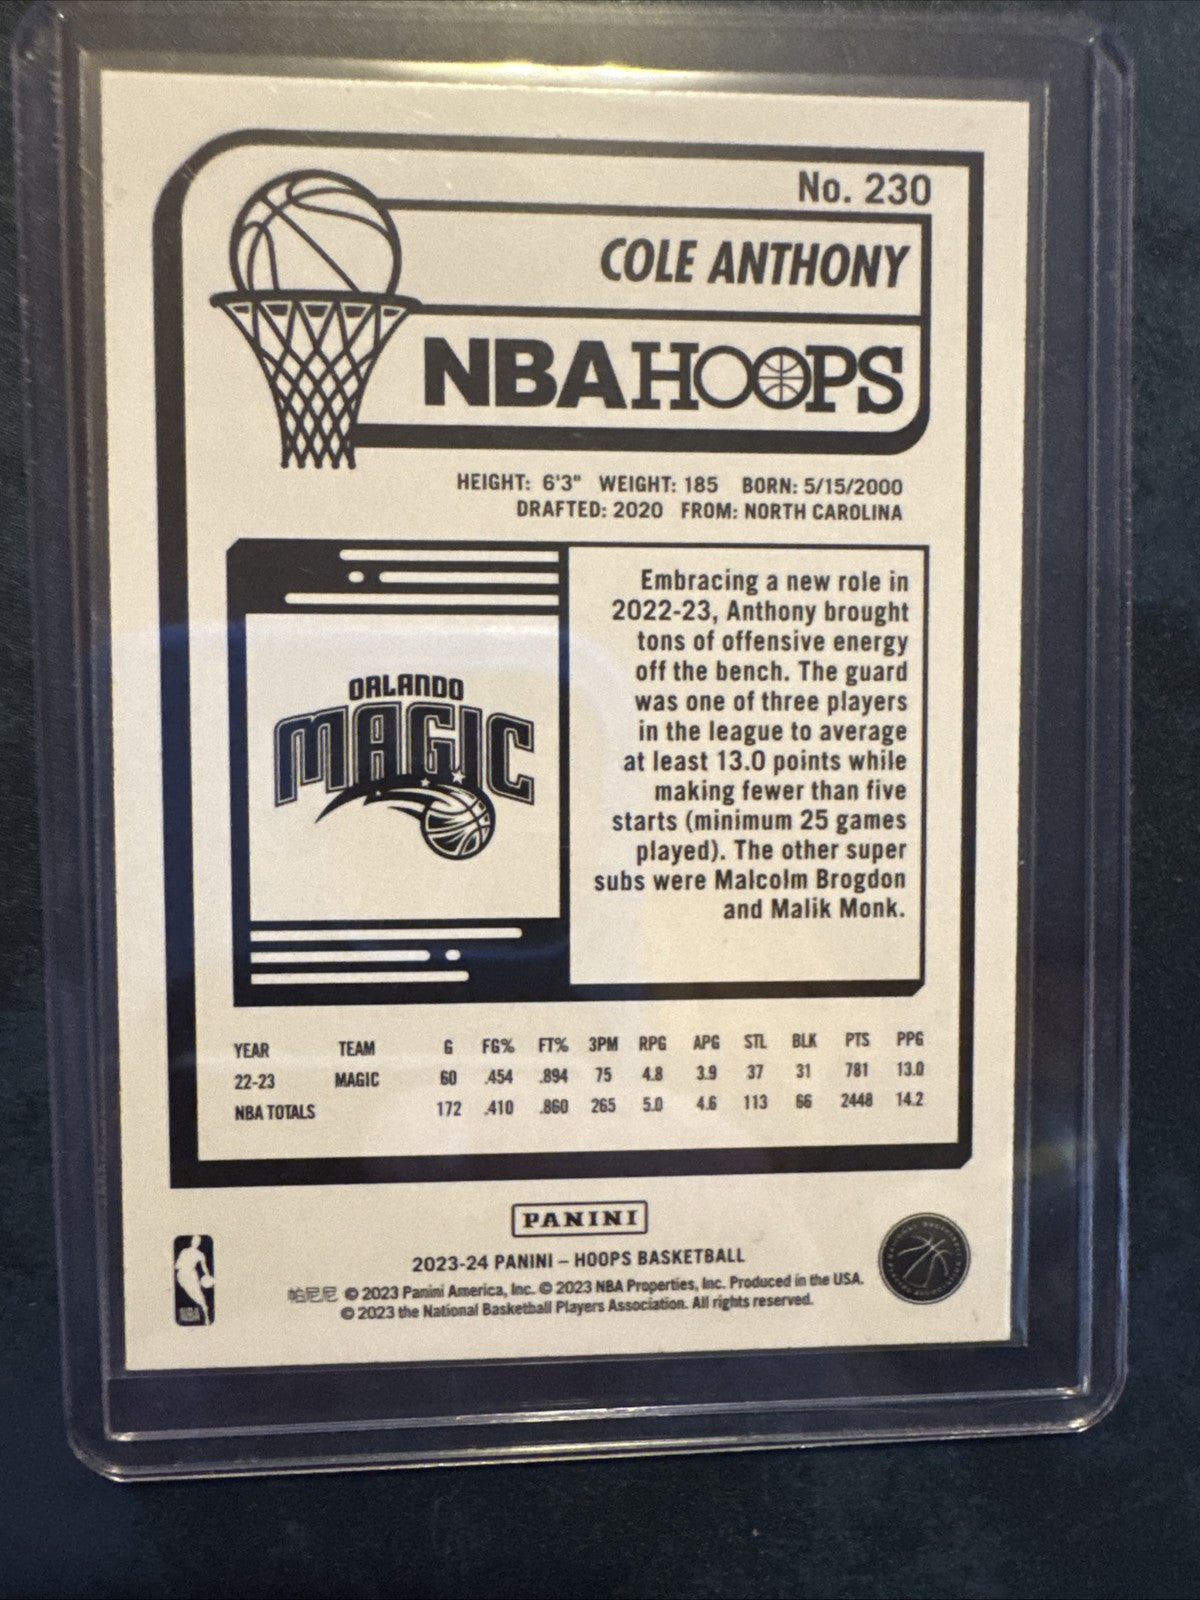 No. 230
COLE ANTHONY
NBA HOOPS
HEIGHT: 6'3" WEIGHT: 185 BORN: 5/15/2000
DRAFTED: 2020 FROM: NORTH CAROLINA
ORLANDO
MAGIC
Embracing a new role in
2022-23, Anthony brought
tons of offensive energy
off the bench. The guard
was one of three players
in the league to average
at least 13.0 points while
making fewer than five
starts (minimum 25 games
played). The other super
subs were Malcolm Brogdon
and Malik Monk.
YEAR TEAM G FG% FT% 3PM RPG APG STL BLK PTS PPG
22-23 MAGIC 60 .454 .894 75 4.8 3.9 37 31 781 13.0
NBA TOTALS 172 .410 .860 265 5.0 4.6 113 66 2448 14.2
PANINI
2023-24 PANINI – HOOPS BASKETBALL
帕尼尼 © 2023 Panini America, Inc. © 2023 NBA Properties, Inc. Produced in the USA.
© 2023 the National Basketball Players Association. All rights reserved.
NBA